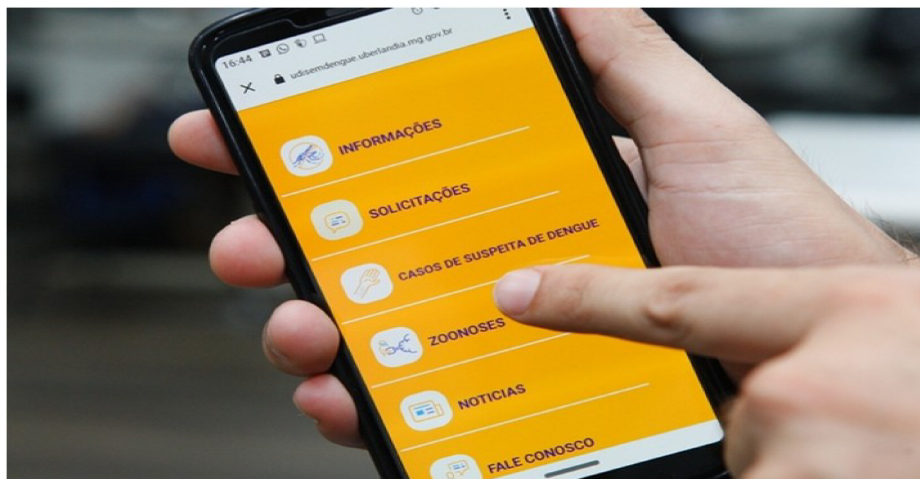 16:44
udisemdengue.uberlandia.mg.gov.br
INFORMAÇÕES
SOLICITAÇÕES
CASOS DE SUSPEITA DE DENGUE
ZOONOSES
NOTICIAS
FALE CONOSCO